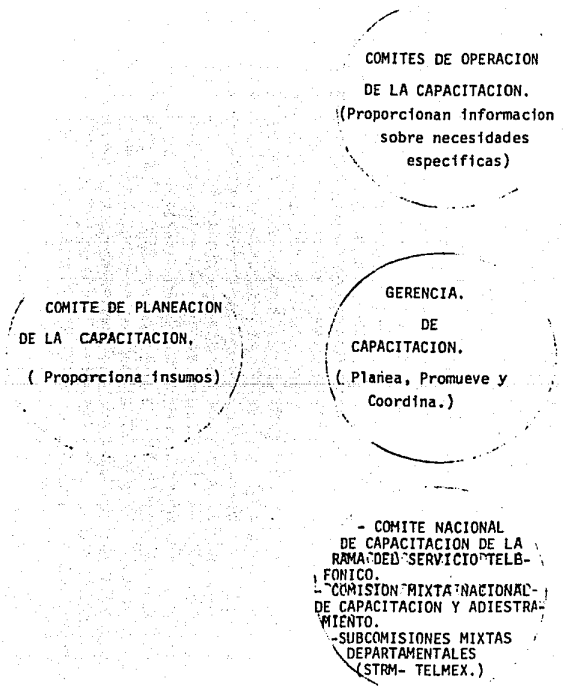 COMITES DE OPERACION
DE LA CAPACITACION.
(Proporcionan informacion
sobre necesidades
especificas)
COMITE DE PLANEACION
DE LA CAPACITACION.
( Proporciona insumos)
GERENCIA.
DE
CAPACITACION.
( Planea, Promueve y
Coordina.)
- COMITE NACIONAL
DE CAPACITACION DE LA
RAMA DEL SERVICIO TELE-
FONICO.
- COMISION MIXTA NACIONAL-
DE CAPACITACION Y ADIESTRA-
MIENTO.
-SUBCOMISIONES MIXTAS
DEPARTAMENTALES
(STRM- TELMEX.)